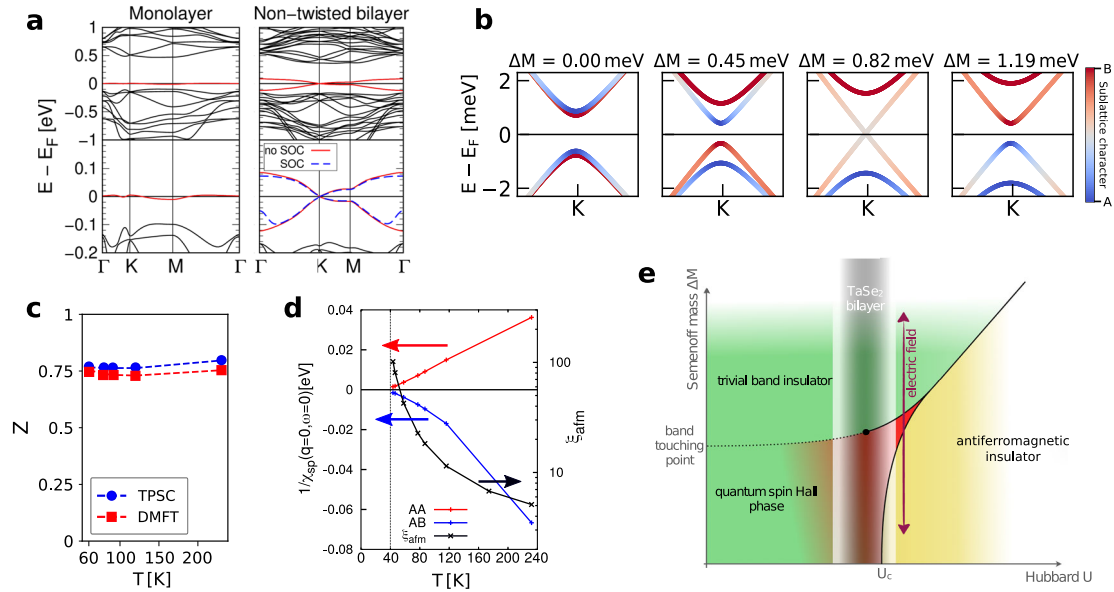 a
Monolayer
Non-twisted bilayer
E − E_F [eV]
1
0.5
0
-0.5
-1
0.1
0
-0.1
-0.2
no SOC
SOC
Γ
K
M
Γ
Γ
K
M
Γ
b
ΔM = 0.00 meV
ΔM = 0.45 meV
ΔM = 0.82 meV
ΔM = 1.19 meV
E − E_F [meV]
2
0
−2
K
K
K
K
B
Sublattice character
A
c
Z
1
0.75
0.5
0.25
0
TPSC
DMFT
60
100
200
T [K]
d
1/χ_sp(q=0,ω=0) [eV]
0.04
0.02
0
-0.02
-0.04
-0.06
-0.08
AA
AB
ξ_afm
100
10
ξ_afm
0
40
80
120
160
200
240
T [K]
e
Semenoff mass ΔM
TaSe₂
bilayer
electric field
trivial band insulator
band
touching
point
antiferromagnetic
insulator
quantum spin Hall
phase
U_c
Hubbard U